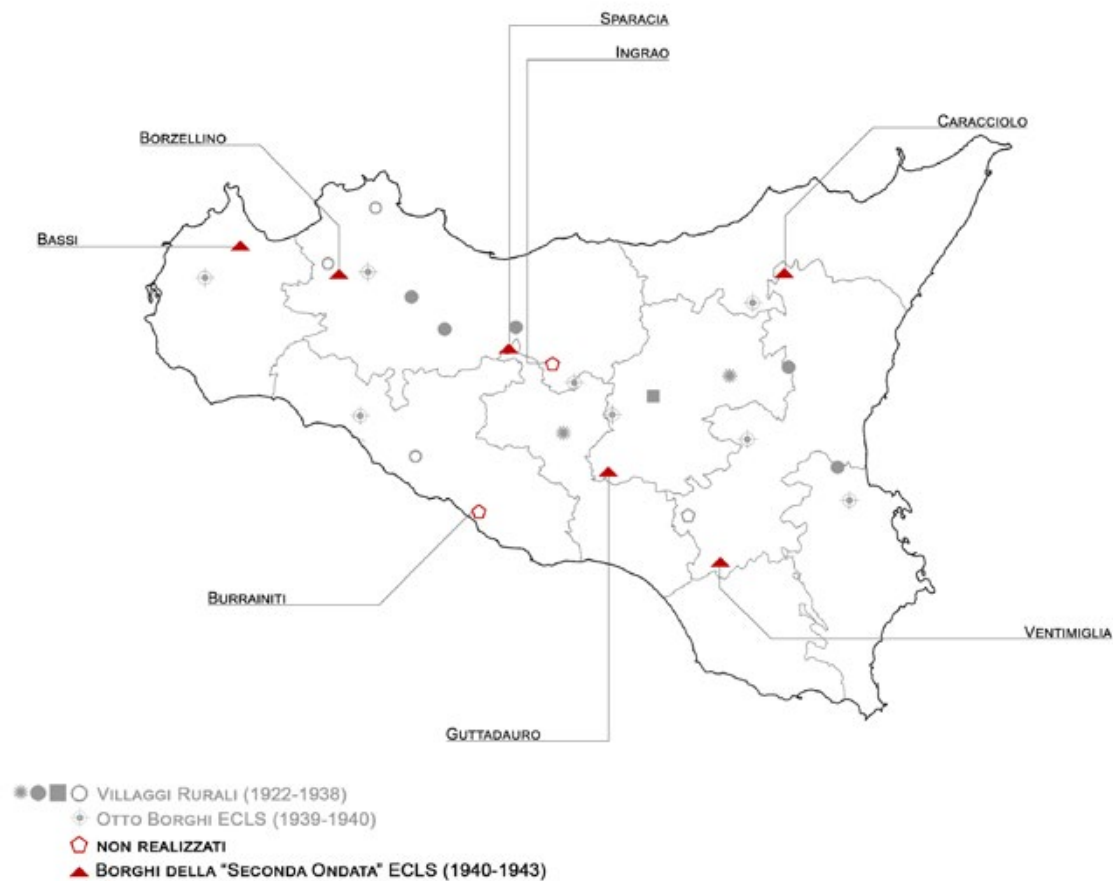 SPARACIA
INGRAO
CARACCIOLO
BORZELLINO
BASSI
BURRAINITI
VENTIMIGLIA
GUTTADAURO
VILLAGGI RURALI (1922-1938)
OTTO BORGHI ECLS (1939-1940)
NON REALIZZATI
BORGHI DELLA "SECONDA ONDATA" ECLS (1940-1943)